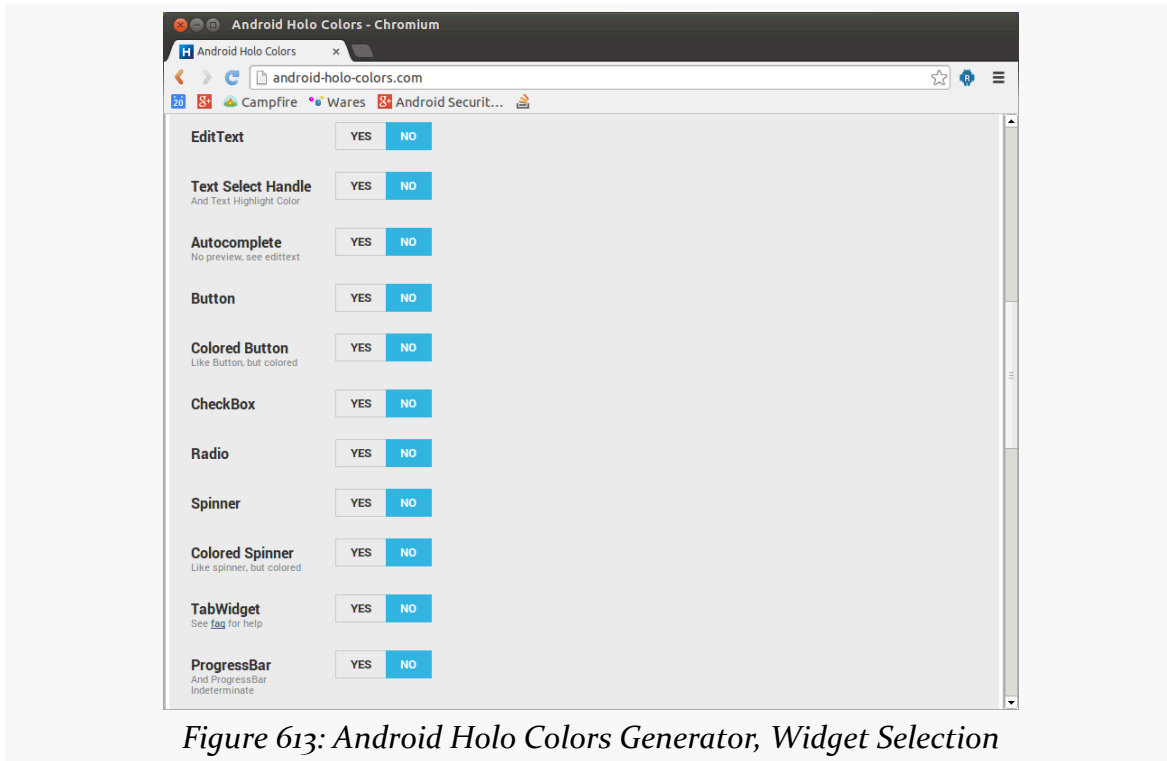 Android Holo Colors - Chromium
H Android Holo Colors ×
android-holo-colors.com
20 8+ Campfire Wares 8+ Android Securit...
EditText YES NO
Text Select Handle YES NO
And Text Highlight Color
Autocomplete YES NO
No preview, see edittext
Button YES NO
Colored Button YES NO
Like Button, but colored
CheckBox YES NO
Radio YES NO
Spinner YES NO
Colored Spinner YES NO
Like spinner, but colored
TabWidget YES NO
See faq for help
ProgressBar YES NO
And ProgressBar
Indeterminate
Figure 613: Android Holo Colors Generator, Widget Selection